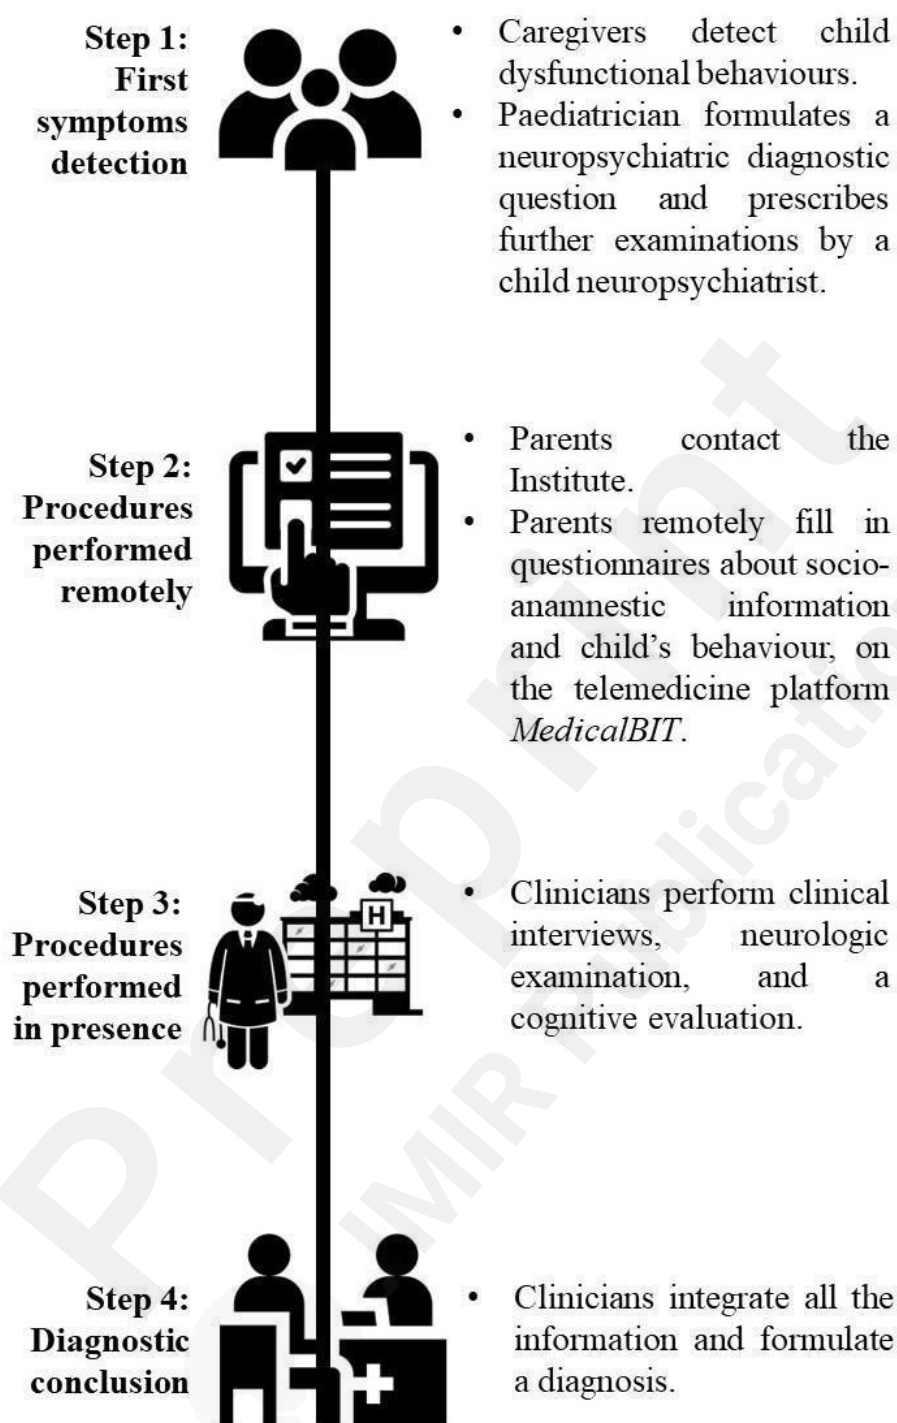 Step 1:
First
symptoms
detection
• Caregivers detect child
dysfunctional behaviours.
• Paediatrician formulates a
neuropsychiatric diagnostic
question and prescribes
further examinations by a
child neuropsychiatrist.
Step 2:
Procedures
performed
remotely
• Parents contact the
Institute.
• Parents remotely fill in
questionnaires about socio-
anamnestic information
and child's behaviour, on
the telemedicine platform
MedicalBIT.
Step 3:
Procedures
performed
in presence
H
• Clinicians perform clinical
interviews, neurologic
examination, and a
cognitive evaluation.
Step 4:
Diagnostic
conclusion
• Clinicians integrate all the
information and formulate
a diagnosis.
Preprint
JMIR Publications